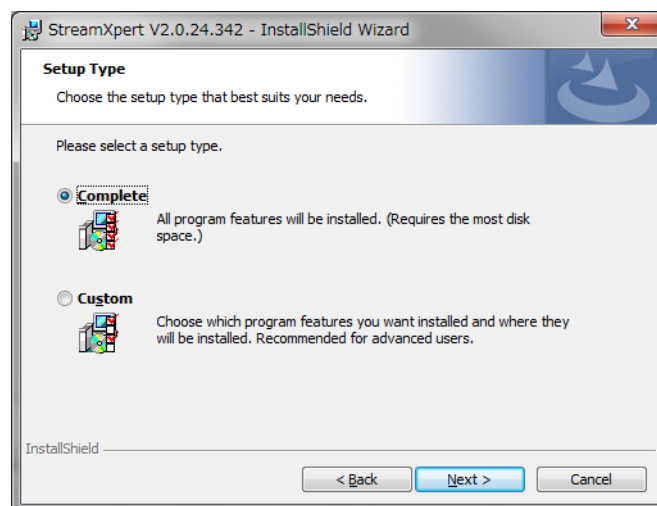 StreamXpert V2.0.24.342 - InstallShield Wizard
Setup Type
Choose the setup type that best suits your needs.
Please select a setup type.
Complete
All program features will be installed. (Requires the most disk
space.)
Custom
Choose which program features you want installed and where they
will be installed. Recommended for advanced users.
InstallShield
< Back Next > Cancel